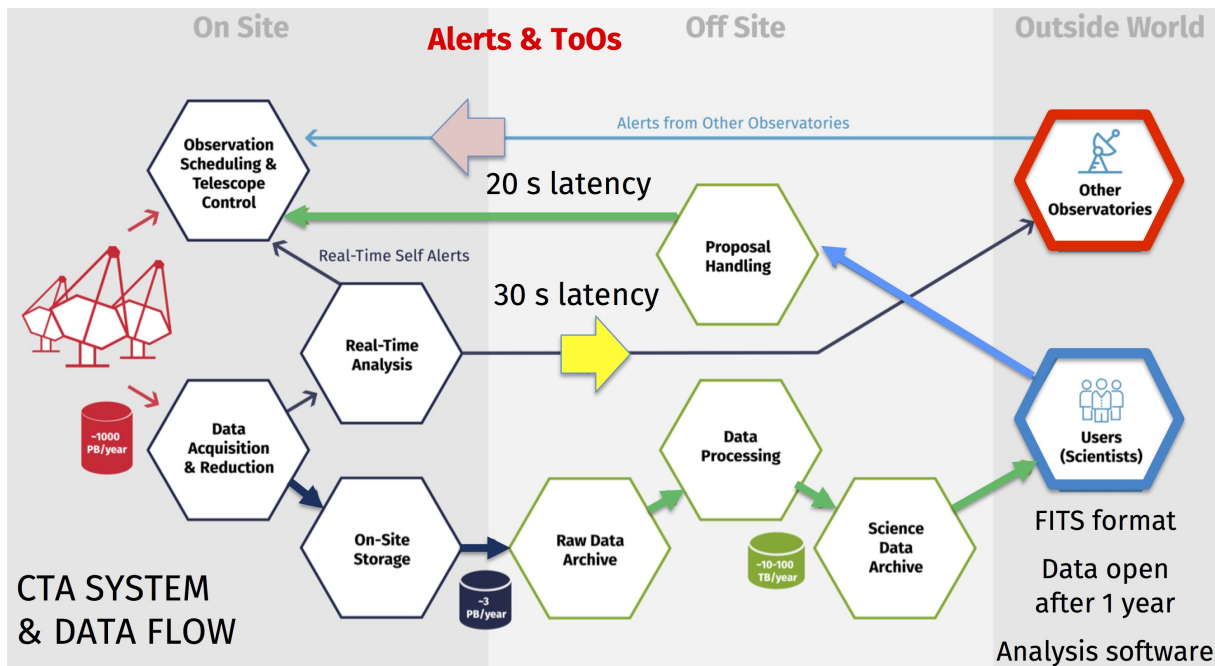 On Site
Alerts & ToOs
Off Site
Outside World
Observation
Scheduling &
Telescope
Control
Alerts from Other Observatories
20 s latency
Other
Observatories
Proposal
Handling
Real-Time Self Alerts
30 s latency
Real-Time
Analysis
~1000
PB/year
Data
Acquisition
& Reduction
Data
Processing
Users
(Scientists)
On-Site
Storage
~3
PB/year
Raw Data
Archive
~10-100
TB/year
Science
Data
Archive
FITS format
Data open
after 1 year
Analysis software
CTA SYSTEM
& DATA FLOW